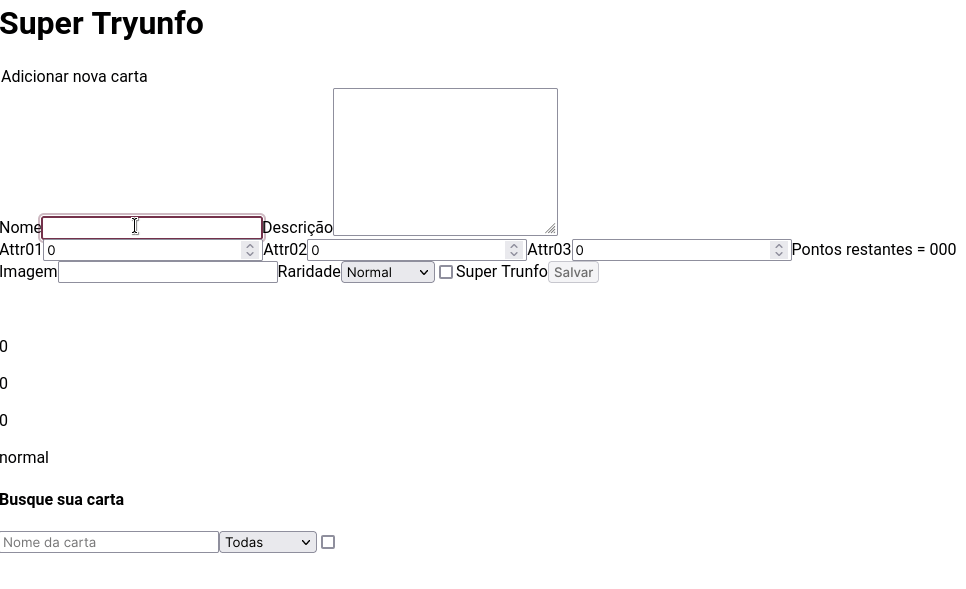 Super Tryunfo
Adicionar nova carta
Nome Descrição
Attr01 0 Attr02 0 Attr03 0 Pontos restantes = 000
Imagem Raridade Normal Super Trunfo Salvar
0
0
0
normal
Busque sua carta
Nome da carta Todas